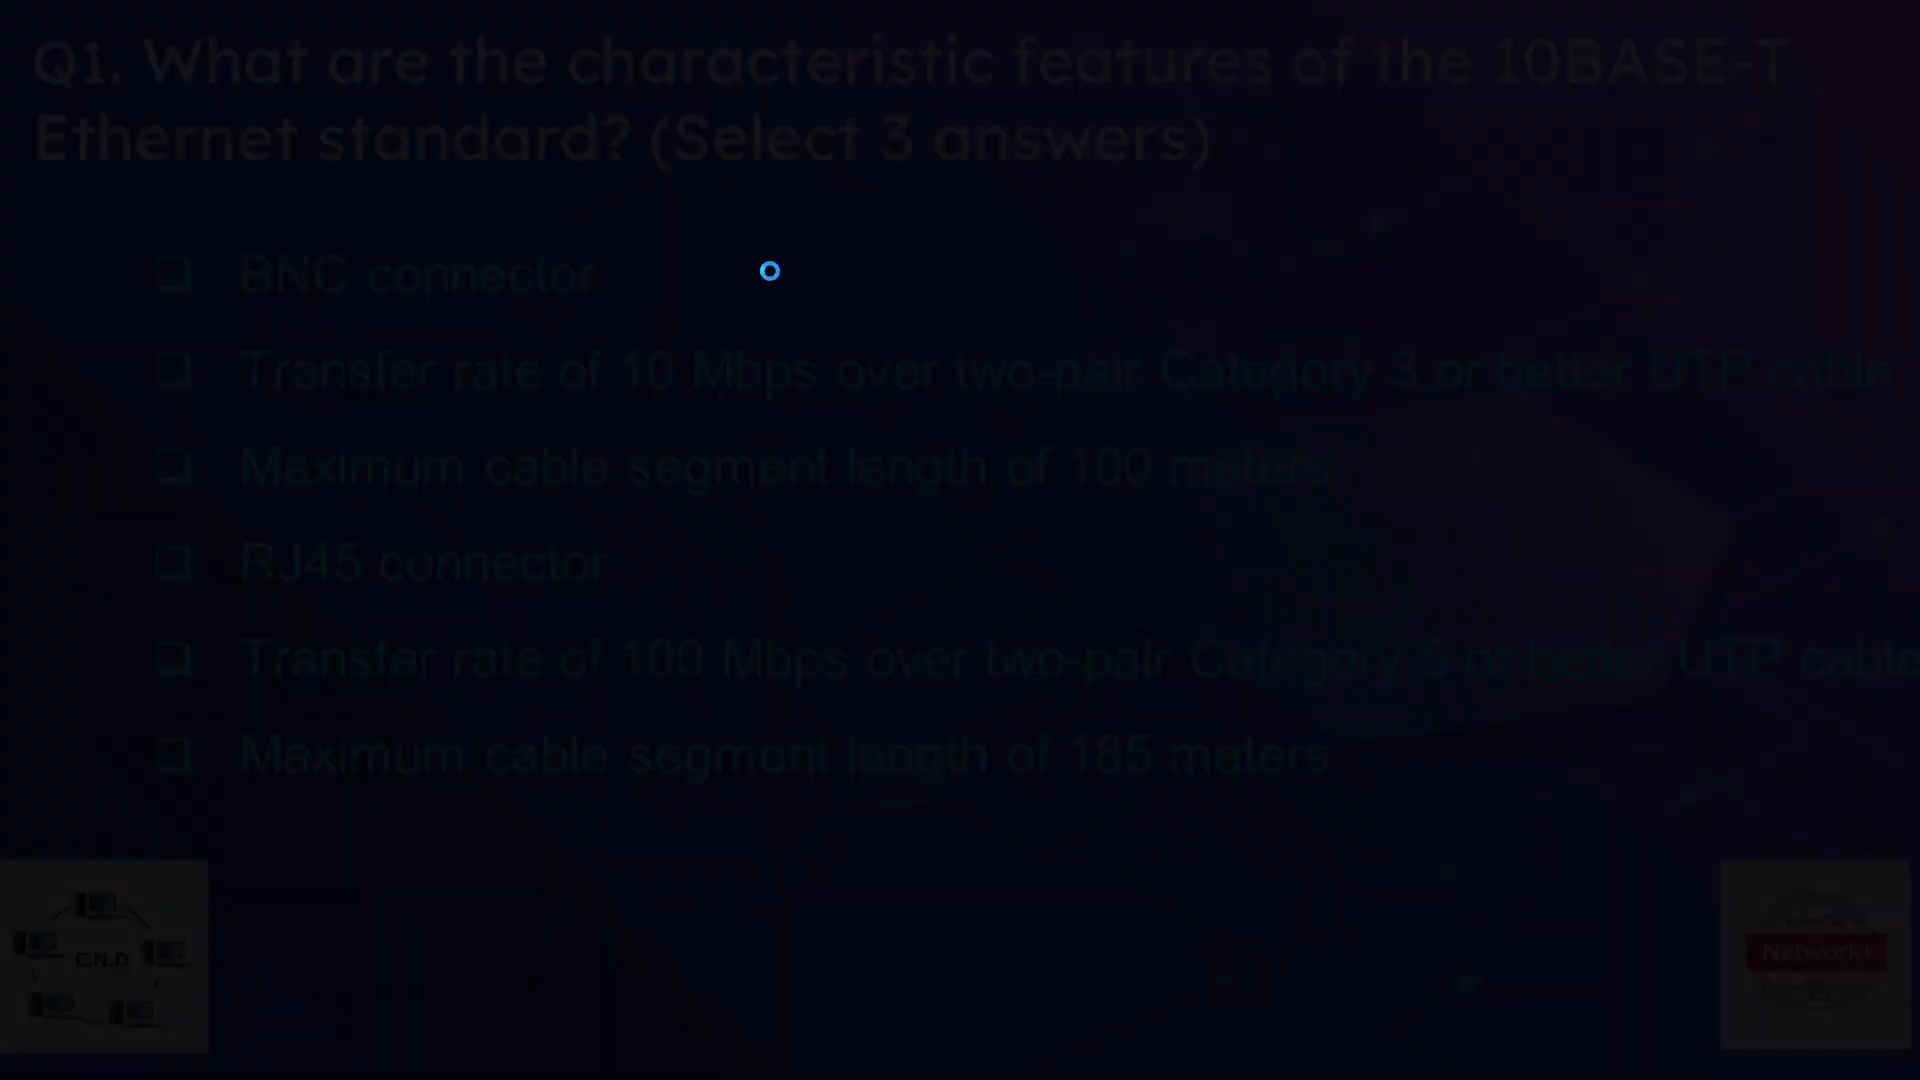 Q1. What are the characteristic features of the 10BASE-T
Ethernet standard? (Select 3 answers)
❑ BNC connector
❑ Transfer rate of 10 Mbps over two-pair Category 3 or better UTP cable
❑ Maximum cable segment length of 100 meters
❑ RJ45 connector
❑ Transfer rate of 100 Mbps over two-pair Category 5 or better UTP cable
❑ Maximum cable segment length of 185 meters
C.N.D
Network+